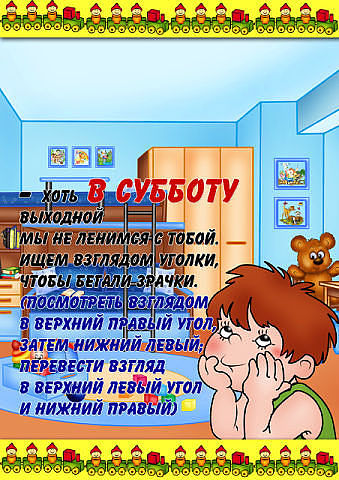 – ХОТЬ В СУББОТУ
ВЫХОДНОЙ
МЫ НЕ ЛЕНИМСЯ С ТОБОЙ.
ИЩЕМ ВЗГЛЯДОМ УГОЛКИ,
ЧТОБЫ БЕГАЛИ ЗРАЧКИ.
(ПОСМОТРЕТЬ ВЗГЛЯДОМ
В ВЕРХНИЙ ПРАВЫЙ УГОЛ,
ЗАТЕМ НИЖНИЙ ЛЕВЫЙ;
ПЕРЕВЕСТИ ВЗГЛЯД
В ВЕРХНИЙ ЛЕВЫЙ УГОЛ
И НИЖНИЙ ПРАВЫЙ)